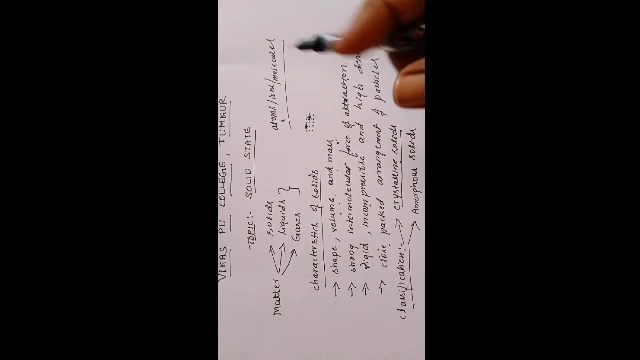 VIKAS PU COLLEGE, TUMKUR
TOPIC:- SOLID STATE
Matter → solids
→ Liquids
→ Gases
atoms/ions/molecules
characteristics of solids
→ shape, volume and mass
→ strong intermolecular force of attraction
→ rigid, incompressible and high den
→ close packed arrangement of particles
classification: → crystalline solids
→ Amorphous solids